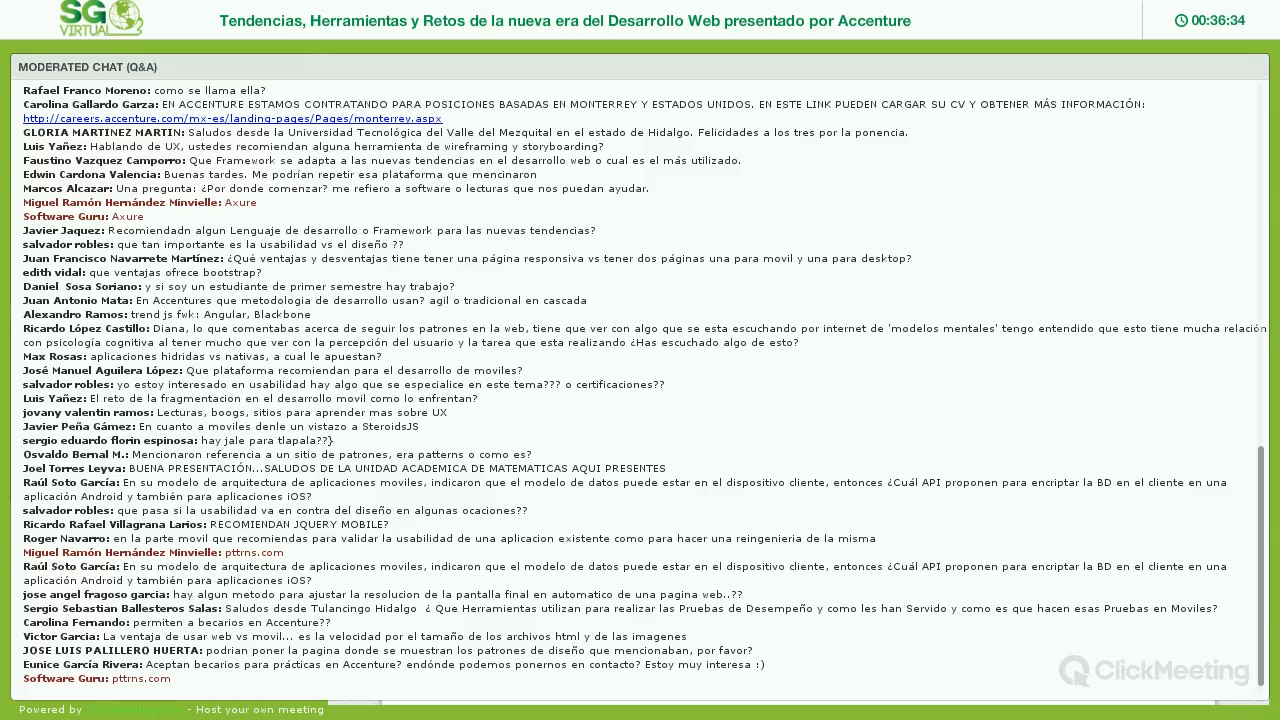 SG
VIRTUAL
Tendencias, Herramientas y Retos de la nueva era del Desarrollo Web presentado por Accenture
00:36:34
MODERATED CHAT (Q&A)
Rafael Franco Moreno: como se llama ella?
Carolina Gallardo Garza: EN ACCENTURE ESTAMOS CONTRATANDO PARA POSICIONES BASADAS EN MONTERREY Y ESTADOS UNIDOS. EN ESTE LINK PUEDEN CARGAR SU CV Y OBTENER MÁS INFORMACIÓN:
http://careers.accenture.com/mx-es/landing-pages/Pages/monterrey.aspx
GLORIA MARTINEZ MARTIN: Saludos desde la Universidad Tecnológica del Valle del Mezquital en el estado de Hidalgo. Felicidades a los tres por la ponencia.
Luis Yañez: Hablando de UX, ustedes recomiendan alguna herramienta de wireframing y storyboarding?
Faustino Vazquez Camporro: Que Framework se adapta a las nuevas tendencias en el desarrollo web o cual es el más utilizado.
Edwin Cardona Valencia: Buenas tardes. Me podrían repetir esa plataforma que mencinaron
Marcos Alcazar: Una pregunta: ¿Por donde comenzar? me refiero a software o lecturas que nos puedan ayudar.
Miguel Ramón Hernández Minvielle: Axure
Software Guru: Axure
Javier Jaquez: Recomiendadn algun Lenguaje de desarrollo o Framework para las nuevas tendencias?
salvador robles: que tan importante es la usabilidad vs el diseño ??
Juan Francisco Navarrete Martínez: ¿Qué ventajas y desventajas tiene tener una página responsiva vs tener dos páginas una para movil y una para desktop?
edith vidal: que ventajas ofrece bootstrap?
Daniel  Sosa Soriano: y si soy un estudiante de primer semestre hay trabajo?
Juan Antonio Mata: En Accentures que metodologia de desarrollo usan? agil o tradicional en cascada
Alexandro Ramos: trend js fwk: Angular, Blackbone
Ricardo López Castillo: Diana, lo que comentabas acerca de seguir los patrones en la web, tiene que ver con algo que se esta escuchando por internet de 'modelos mentales' tengo entendido que esto tiene mucha relación
con psicología cognitiva al tener mucho que ver con la percepción del usuario y la tarea que esta realizando ¿Has escuchado algo de esto?
Max Rosas: aplicaciones hidridas vs nativas, a cual le apuestan?
José Manuel Aguilera López: Que plataforma recomiendan para el desarrollo de moviles?
salvador robles: yo estoy interesado en usabilidad hay algo que se especialice en este tema??? o certificaciones??
Luis Yañez: El reto de la fragmentacion en el desarrollo movil como lo enfrentan?
jovany valentin ramos: Lecturas, boogs, sitios para aprender mas sobre UX
Javier Peña Gámez: En cuanto a moviles denle un vistazo a SteroidsJS
sergio eduardo florin espinosa: hay jale para tlapala??}
Osvaldo Bernal M.: Mencionaron referencia a un sitio de patrones, era patterns o como es?
Joel Torres Leyva: BUENA PRESENTACIÓN...SALUDOS DE LA UNIDAD ACADEMICA DE MATEMATICAS AQUI PRESENTES
Raúl Soto García: En su modelo de arquitectura de aplicaciones moviles, indicaron que el modelo de datos puede estar en el dispositivo cliente, entonces ¿Cuál API proponen para encriptar la BD en el cliente en una
aplicación Android y también para aplicaciones iOS?
salvador robles: que pasa si la usabilidad va en contra del diseño en algunas ocaciones??
Ricardo Rafael Villagrana Larios: RECOMIENDAN JQUERY MOBILE?
Roger Navarro: en la parte movil que recomiendas para validar la usabilidad de una aplicacion existente como para hacer una reingenieria de la misma
Miguel Ramón Hernández Minvielle: pttrns.com
Raúl Soto García: En su modelo de arquitectura de aplicaciones moviles, indicaron que el modelo de datos puede estar en el dispositivo cliente, entonces ¿Cuál API proponen para encriptar la BD en el cliente en una
aplicación Android y también para aplicaciones iOS?
jose angel fragoso garcia: hay algun metodo para ajustar la resolucion de la pantalla final en automatico de una pagina web..??
Sergio Sebastian Ballesteros Salas: Saludos desde Tulancingo Hidalgo  ¿ Que Herramientas utilizan para realizar las Pruebas de Desempeño y como les han Servido y como es que hacen esas Pruebas en Moviles?
Carolina Fernando: permiten a becarios en Accenture??
Victor Garcia: La ventaja de usar web vs movil... es la velocidad por el tamaño de los archivos html y de las imagenes
JOSE LUIS PALILLERO HUERTA: podrian poner la pagina donde se muestran los patrones de diseño que mencionaban, por favor?
Eunice García Rivera: Aceptan becarios para prácticas en Accenture? endónde podemos ponernos en contacto? Estoy muy interesa :)
Software Guru: pttrns.com
ClickMeeting
Powered by ClickMeeting.com - Host your own meeting